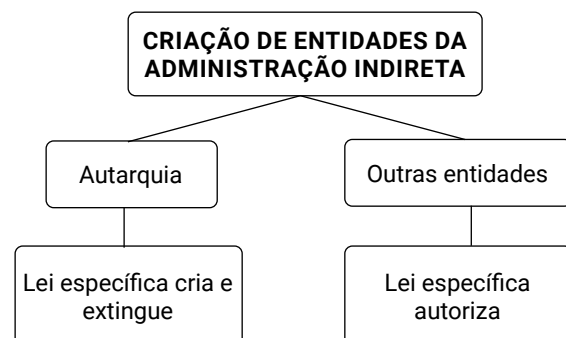 CRIAÇÃO DE ENTIDADES DA
ADMINISTRAÇÃO INDIRETA
Autarquia
Outras entidades
Lei específica cria e
extingue
Lei específica
autoriza